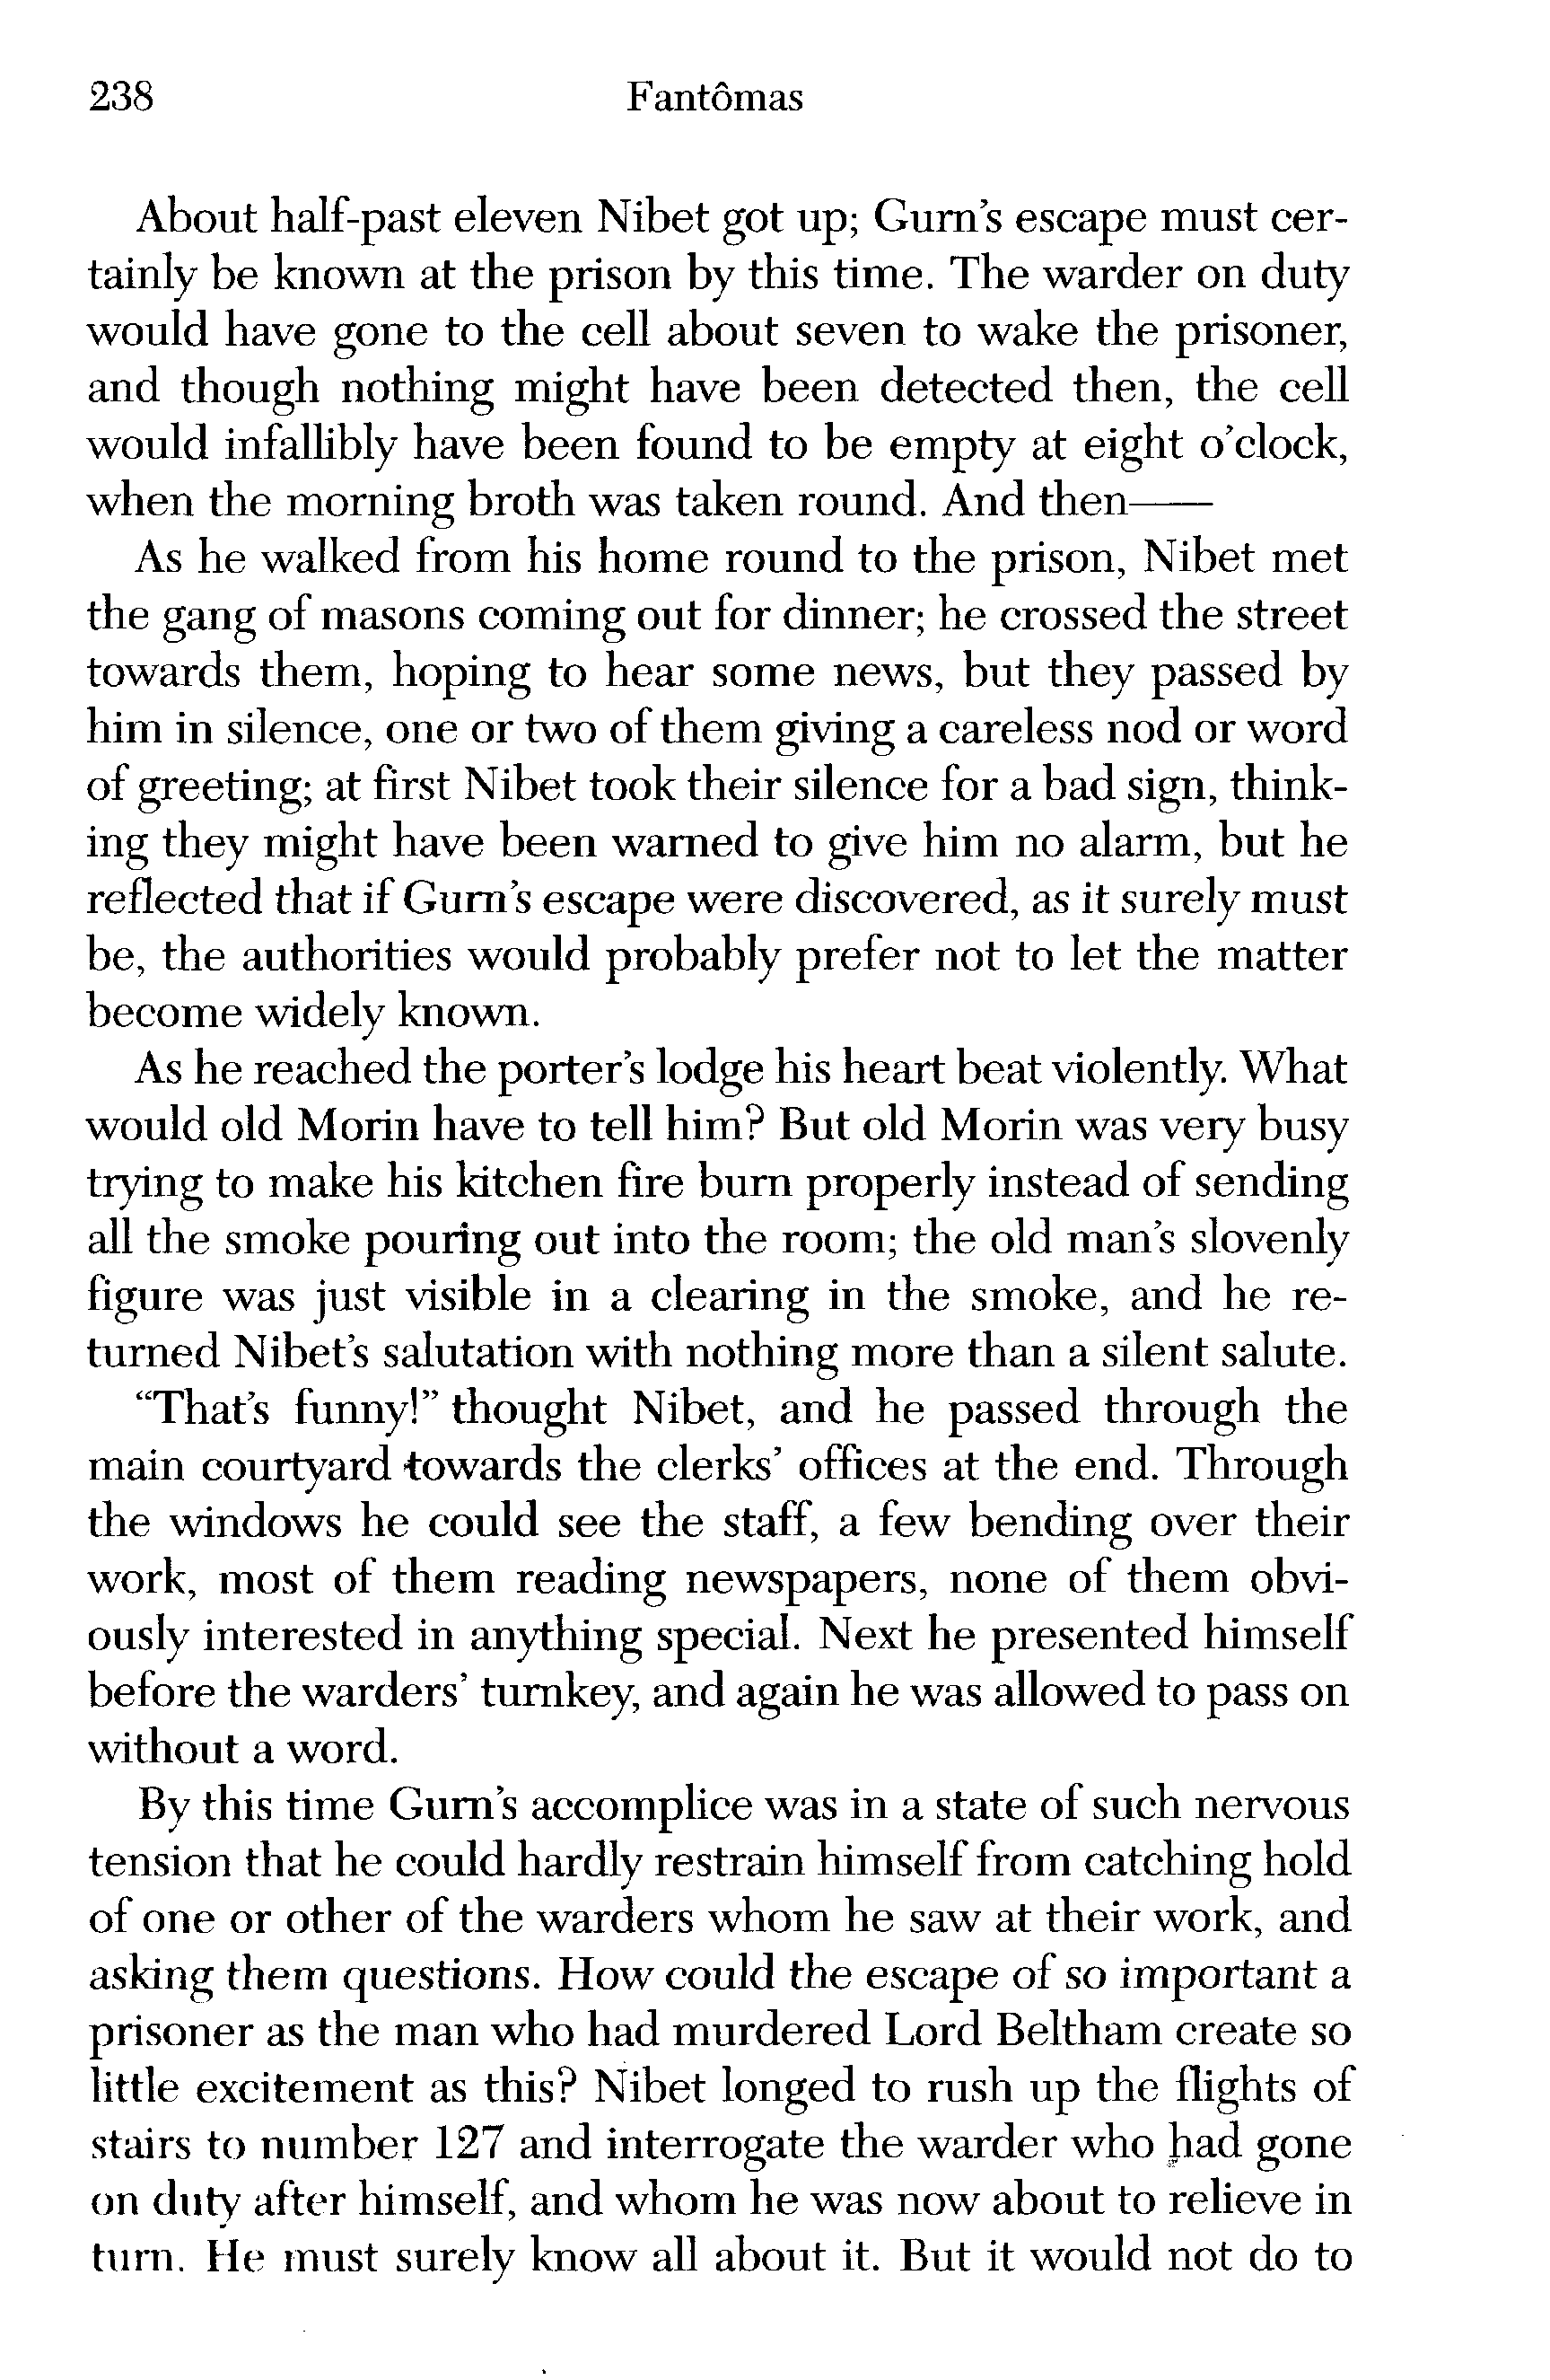 238 Fantômas
About half-past eleven Nibet got up; Gurn’s escape must cer-
tainly be known at the prison by this time. The warder on duty
would have gone to the cell about seven to wake the prisoner,
and though nothing might have been detected then, the cell
would infallibly have been found to be empty at eight o’clock,
when the morning broth was taken round. And then——
As he walked from his home round to the prison, Nibet met
the gang of masons coming out for dinner; he crossed the street
towards them, hoping to hear some news, but they passed by
him in silence, one or two of them giving a careless nod or word
of greeting; at first Nibet took their silence for a bad sign, think-
ing they might have been warned to give him no alarm, but he
reflected that if Gurn’s escape were discovered, as it surely must
be, the authorities would probably prefer not to let the matter
become widely known.
As he reached the porter’s lodge his heart beat violently. What
would old Morin have to tell him? But old Morin was very busy
trying to make his kitchen fire burn properly instead of sending
all the smoke pouring out into the room; the old man’s slovenly
figure was just visible in a clearing in the smoke, and he re-
turned Nibet’s salutation with nothing more than a silent salute.
“That’s funny!” thought Nibet, and he passed through the
main courtyard towards the clerks’ offices at the end. Through
the windows he could see the staff, a few bending over their
work, most of them reading newspapers, none of them obvi-
ously interested in anything special. Next he presented himself
before the warders’ turnkey, and again he was allowed to pass on
without a word.
By this time Gurn’s accomplice was in a state of such nervous
tension that he could hardly restrain himself from catching hold
of one or other of the warders whom he saw at their work, and
asking them questions. How could the escape of so important a
prisoner as the man who had murdered Lord Beltham create so
little excitement as this? Nibet longed to rush up the flights of
stairs to number 127 and interrogate the warder who had gone
on duty after himself, and whom he was now about to relieve in
turn. He must surely know all about it. But it would not do to